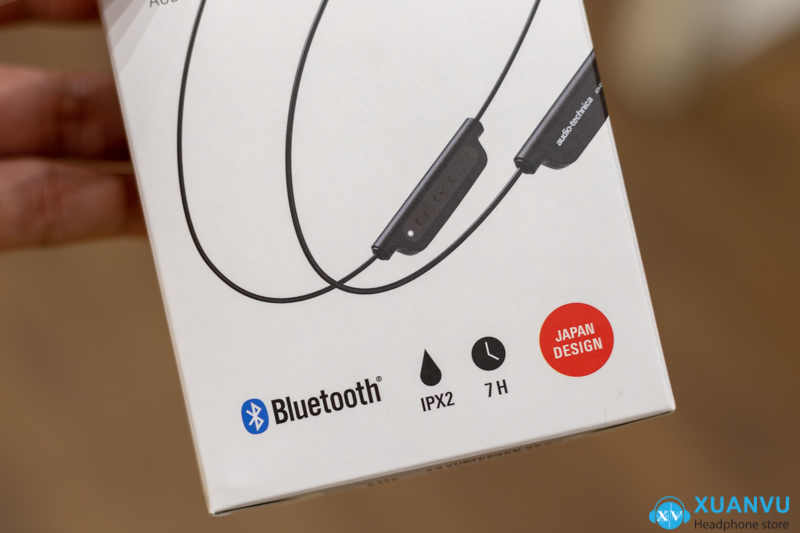 audio-technica
Bluetooth®
IPX2
7 H
JAPAN
DESIGN
XUANVU
Headphone store